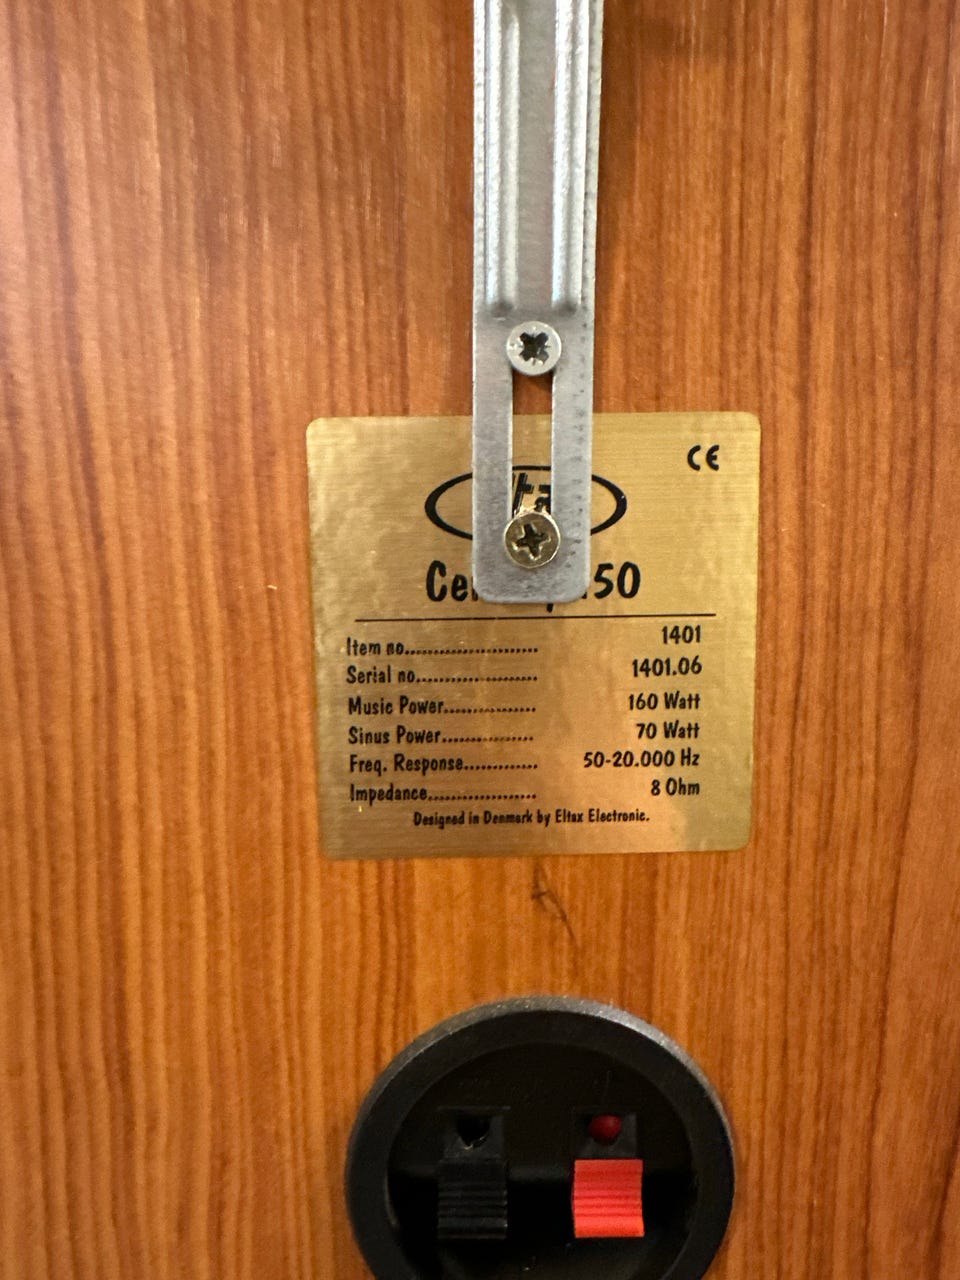 CE
Item no. 1401
Serial no. 1401.06
Music Power. 160 Watt
Sinus Power. 70 Watt
Freq. Response. 50-20.000 Hz
Impedance. 8 Ohm
Designed in Denmark by Eltax Electronic.